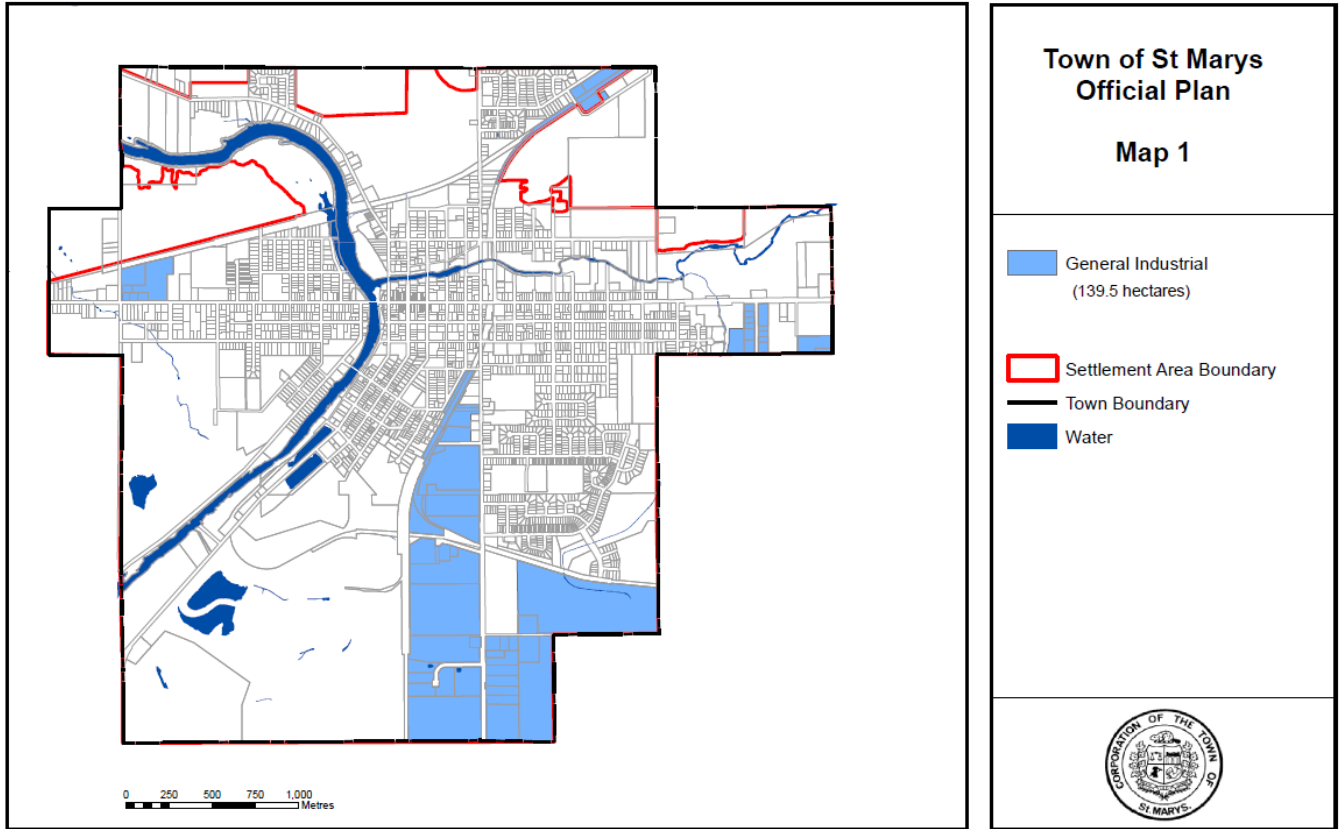 Town of St Marys
Official Plan
Map 1
General Industrial
(139.5 hectares)
Settlement Area Boundary
Town Boundary
Water
0 250 500 750 1,000
Metres
CORPORATION OF THE TOWN OF
ST. MARYS.